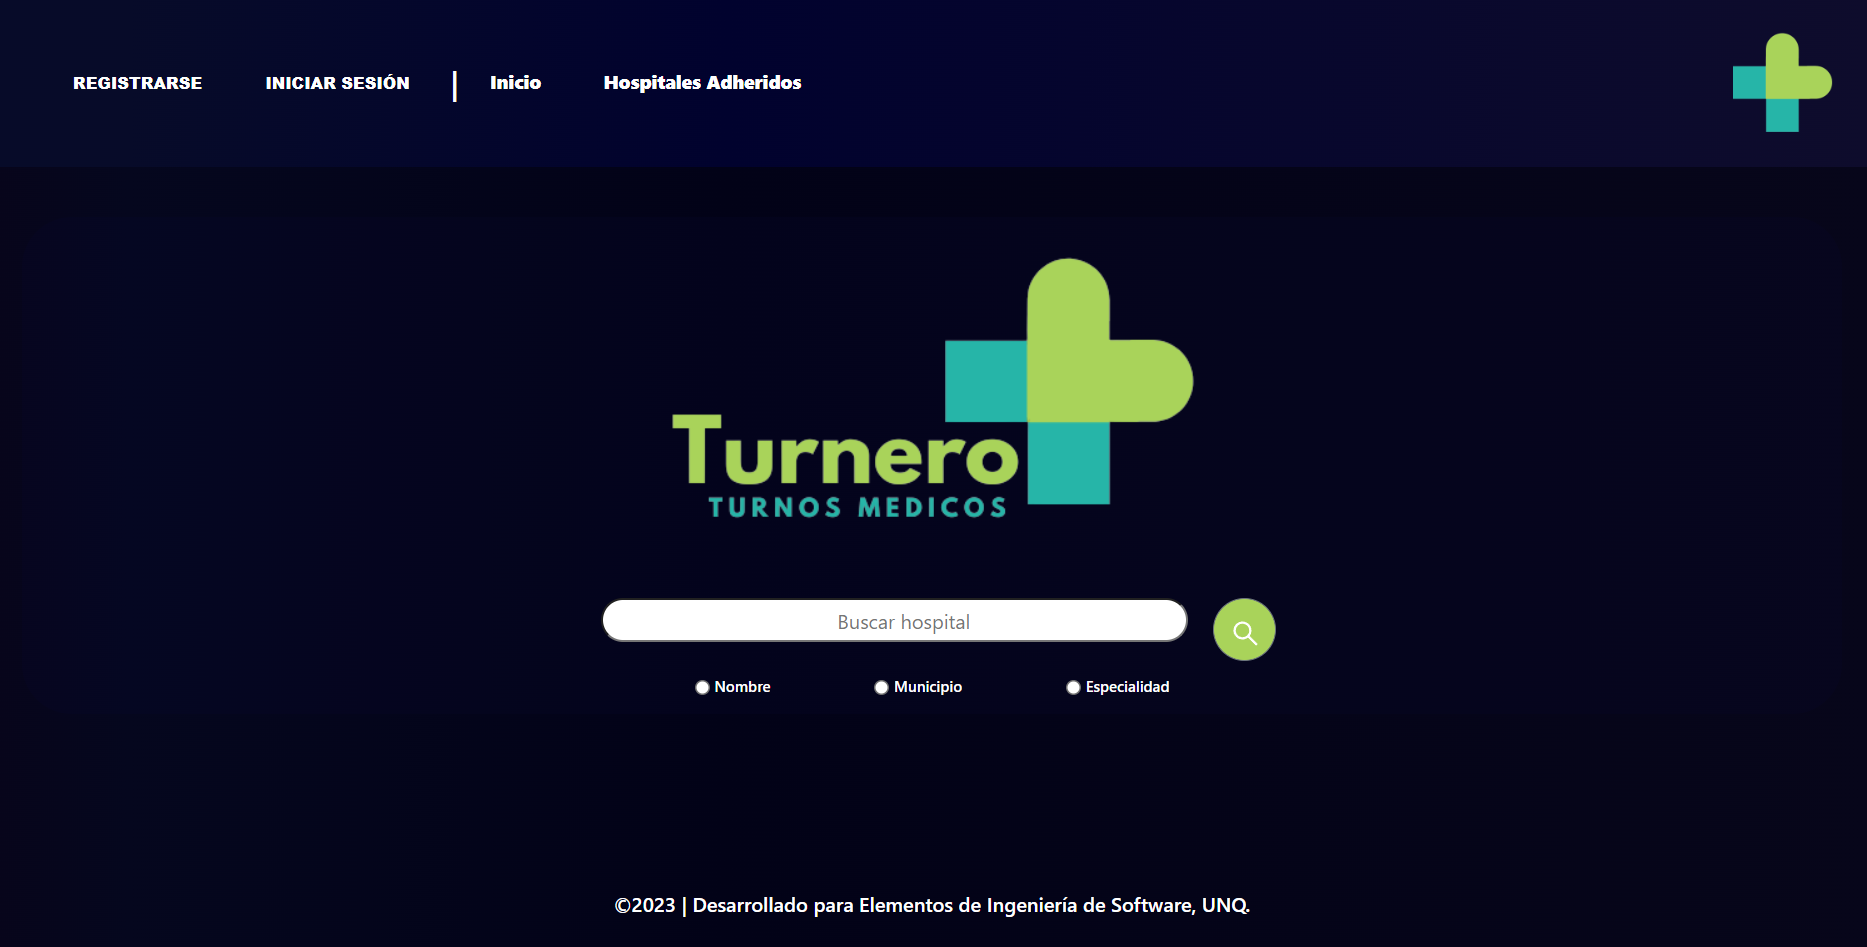 REGISTRARSE INICIAR SESIÓN | Inicio Hospitales Adheridos
Turnero
TURNOS MEDICOS
Buscar hospital
Nombre Municipio Especialidad
©2023 | Desarrollado para Elementos de Ingeniería de Software, UNQ.